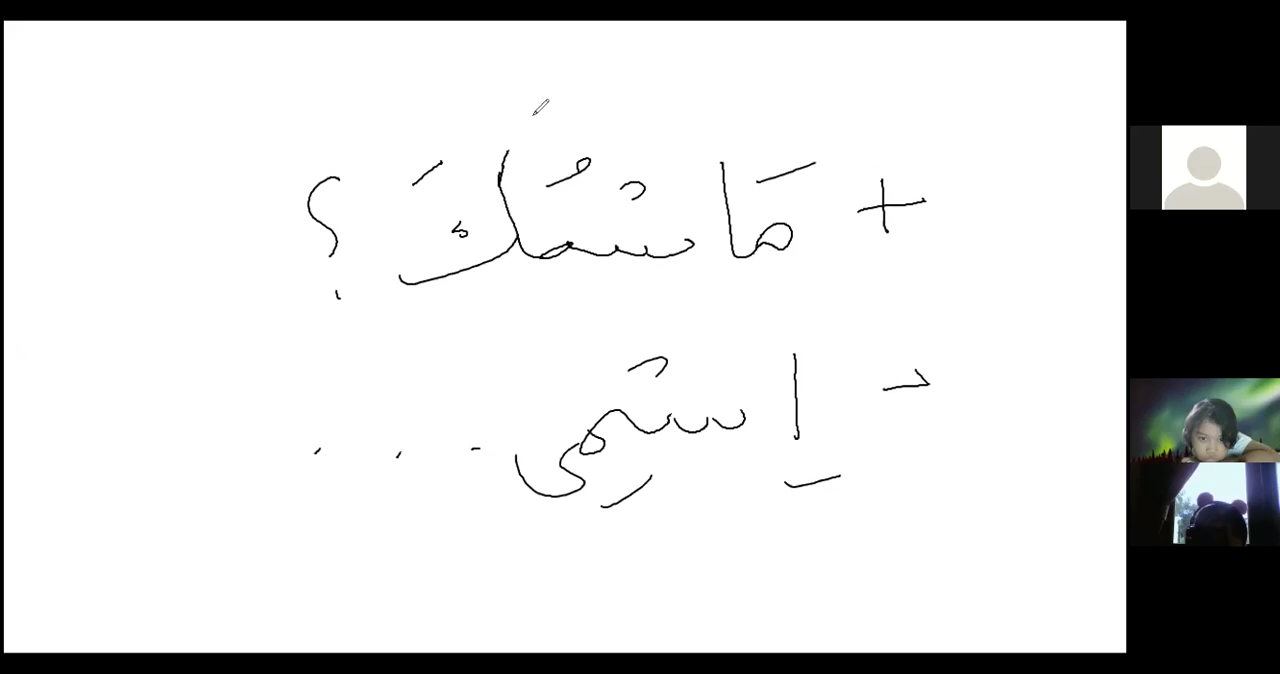 + مَاسْمُكَ ؟
- اِسْمِى . . .